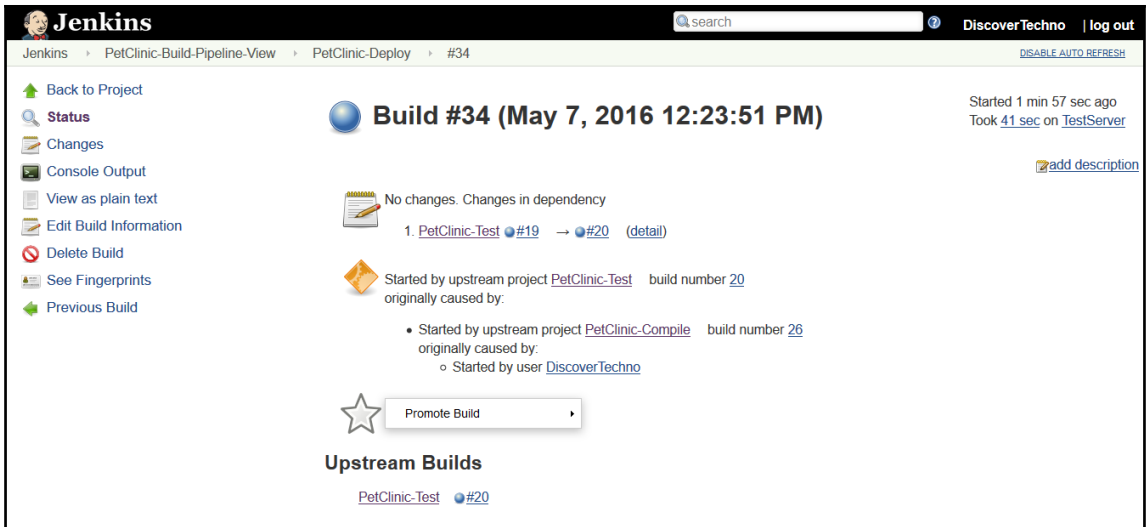 Jenkins
search
DiscoverTechno | log out
Jenkins PetClinic-Build-Pipeline-View PetClinic-Deploy #34
DISABLE AUTO REFRESH
Back to Project
Status
Changes
Console Output
View as plain text
Edit Build Information
Delete Build
See Fingerprints
Previous Build
Build #34 (May 7, 2016 12:23:51 PM)
Started 1 min 57 sec ago
Took 41 sec on TestServer
add description
No changes. Changes in dependency
1. PetClinic-Test #19 → #20 (detail)
Started by upstream project PetClinic-Test build number 20
originally caused by:
• Started by upstream project PetClinic-Compile build number 26
originally caused by:
○ Started by user DiscoverTechno
Promote Build
Upstream Builds
PetClinic-Test #20